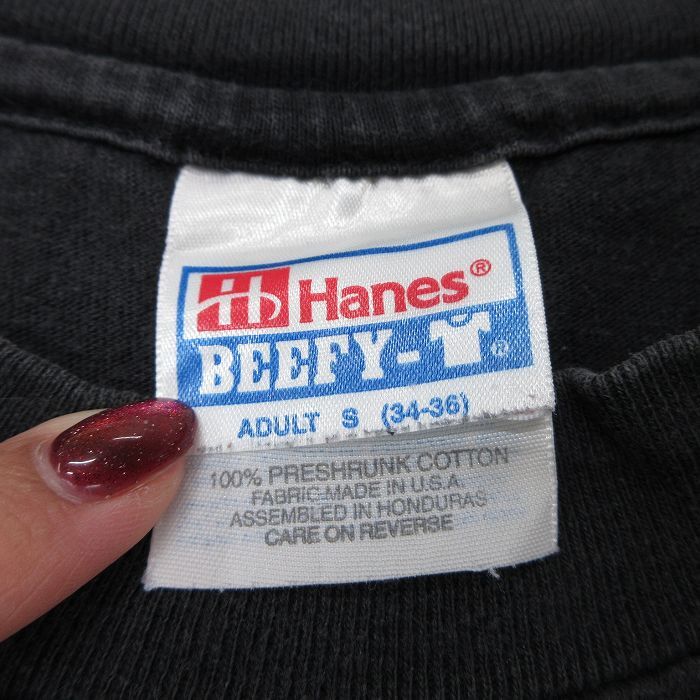 Hanes®
BEEFY-T®
ADULT S (34-36)
100% PRESHRUNK COTTON
FABRIC MADE IN U.S.A.
ASSEMBLED IN HONDURAS
CARE ON REVERSE